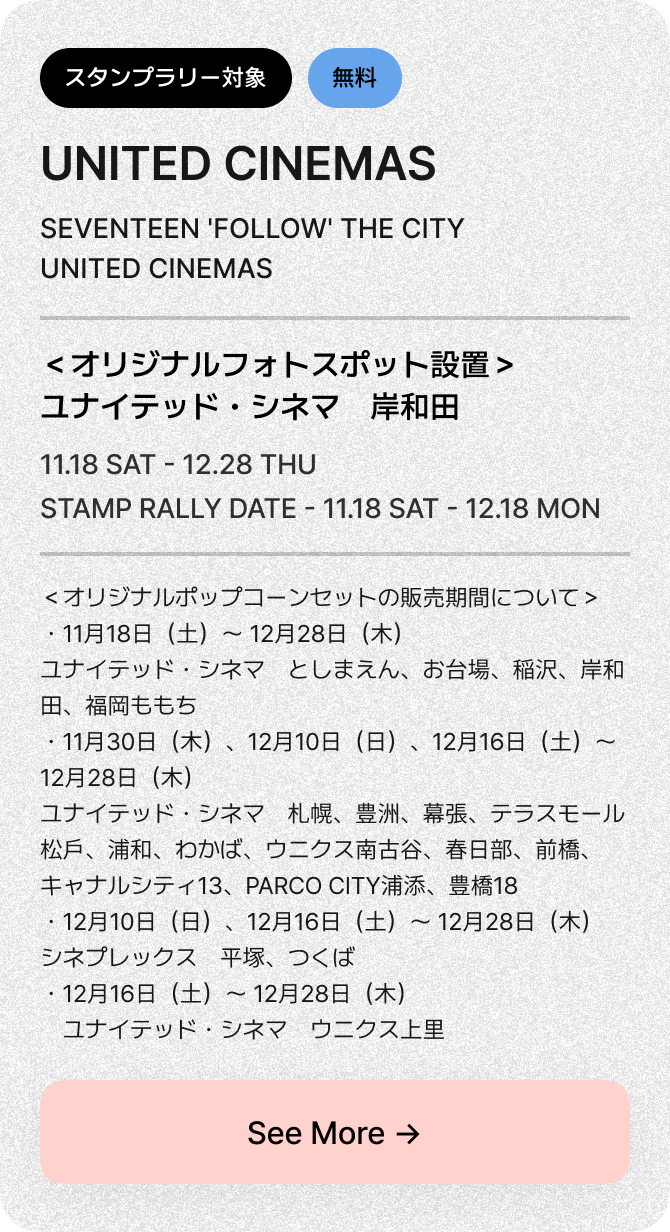 スタンプラリー対象
無料
UNITED CINEMAS
SEVENTEEN 'FOLLOW' THE CITY
UNITED CINEMAS
＜オリジナルフォトスポット設置＞
ユナイテッド・シネマ　岸和田
11.18 SAT - 12.28 THU
STAMP RALLY DATE - 11.18 SAT - 12.18 MON
＜オリジナルポップコーンセットの販売期間について＞
・11月18日（土）〜 12月28日（木）
ユナイテッド・シネマ　としまえん、お台場、稲沢、岸和
田、福岡ももち
・11月30日（木）、12月10日（日）、12月16日（土）〜
12月28日（木）
ユナイテッド・シネマ　札幌、豊洲、幕張、テラスモール
松戶、浦和、わかば、ウニクス南古谷、春日部、前橋、
キャナルシティ13、PARCO CITY浦添、豊橋18
・12月10日（日）、12月16日（土）〜 12月28日（木）
シネプレックス　平塚、つくば
・12月16日（土）〜 12月28日（木）
　ユナイテッド・シネマ　ウニクス上里
See More →